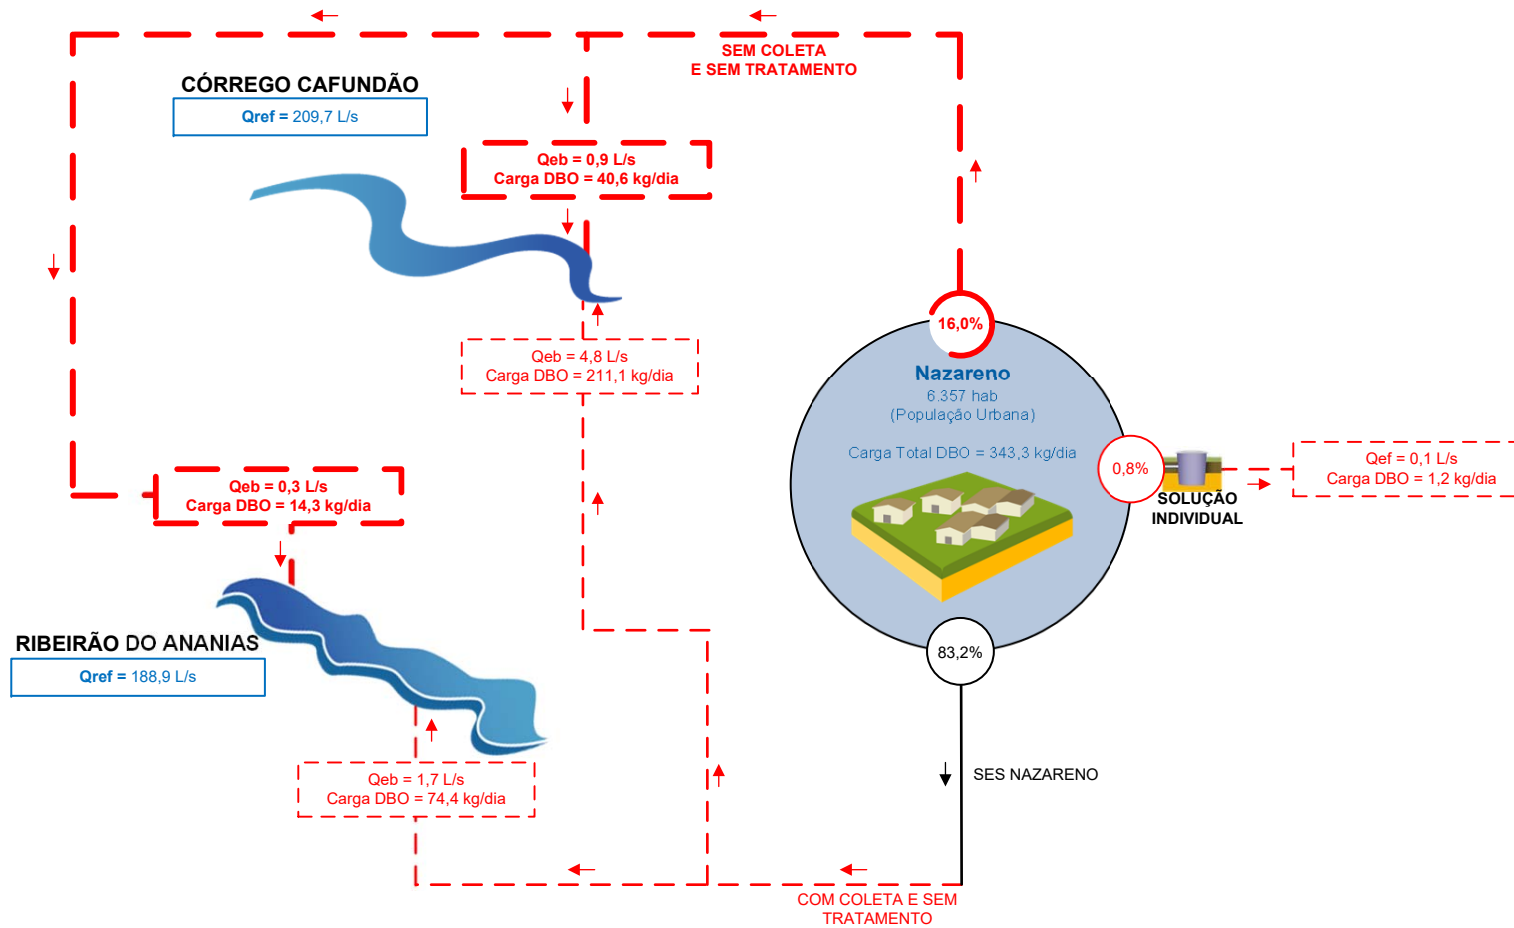 SEM COLETA
E SEM TRATAMENTO
CÓRREGO CAFUNDÃO
Qref = 209,7 L/s
Qeb = 0,9 L/s
Carga DBO = 40,6 kg/dia
16,0%
Qeb = 4,8 L/s
Carga DBO = 211,1 kg/dia
Nazareno
6.357 hab
(População Urbana)
Carga Total DBO = 343,3 kg/dia
0,8%
SOLUÇÃO
INDIVIDUAL
Qef = 0,1 L/s
Carga DBO = 1,2 kg/dia
Qeb = 0,3 L/s
Carga DBO = 14,3 kg/dia
RIBEIRÃO DO ANANIAS
Qref = 188,9 L/s
83,2%
Qeb = 1,7 L/s
Carga DBO = 74,4 kg/dia
SES NAZARENO
COM COLETA E SEM
TRATAMENTO